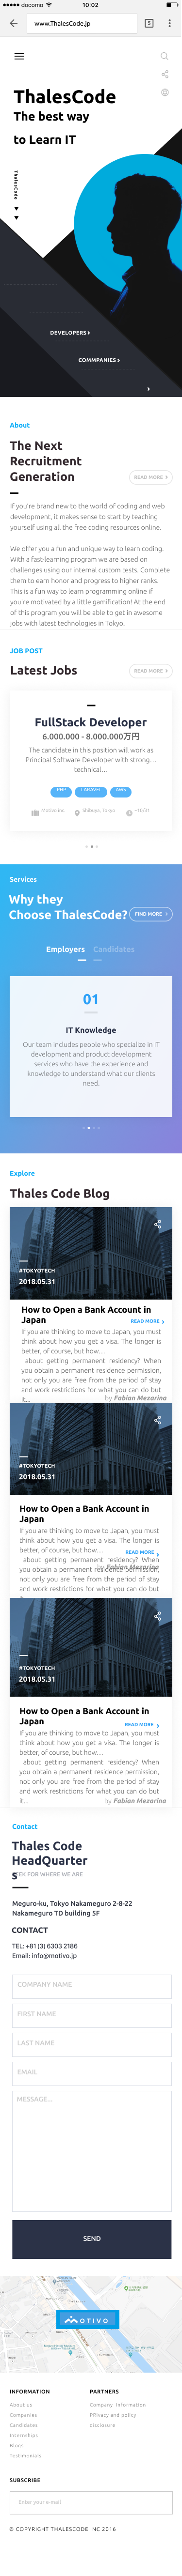 docomo 10:02
www.ThalesCode.jp
5
ThalesCode
The best way
to Learn IT
ThalesCode
DEVELOPERS
COMMPANIES
About
The Next
Recruitment
Generation
READ MORE
If you're brand new to the world of coding and web
development, it makes sense to start by teaching
yourself using all the free coding resources online.
We offer you a fun and unique way to learn coding.
With a fast-learning program we are based on
challenges using our internal custom tests. Complete
them to earn honor and progress to higher ranks.
This is a fun way to learn programming online if
you're motivated by a little gamification! At the end
of this program you will be Able to work in awesome
jobs with latest technologies in Tokyo.
JOB POST
Latest Jobs
READ MORE
FullStack Developer
6.000.000 - 8.000.000万円
The candidate in this position will work as
Principal Software Developer with strong…
technical…
PHP LARAVEL AWS
Motivo inc. Shibuya, Tokyo ~10/31
Services
Why they
Choose ThalesCode?
FIND MORE
Employers Candidates
01
IT Knowledge
Our team includes people who specialize in IT
development and product development
services who have the experience and
knowledge to understand what our clients
need.
Explore
Thales Code Blog
#TOKYOTECH
2018.05.31
How to Open a Bank Account in
Japan
READ MORE
If you are thinking to move to Japan, you must
think about how you get a visa. The longer is
better, of course, but how…
about getting permanent residency? When
you obtain a permanent residence permission,
not only you are free from the period of stay
and work restrictions for what you can do but
it...
by Fabian Mezarina
#TOKYOTECH
2018.05.31
How to Open a Bank Account in
Japan
If you are thinking to move to Japan, you must
think about how you get a visa. The longer is
better, of course, but how…
READ MORE
about getting permanent residency? When
by Fabian Mezarina
you obtain a permanent residence permission,
not only you are free from the period of stay
and work restrictions for what you can do but
#TOKYOTECH
2018.05.31
How to Open a Bank Account in
Japan
READ MORE
If you are thinking to move to Japan, you must
think about how you get a visa. The longer is
better, of course, but how…
about getting permanent residency? When
you obtain a permanent residence permission,
not only you are free from the period of stay
and work restrictions for what you can do but
it...
by Fabian Mezarina
Contact
Thales Code
HeadQuarter
s
FOR WHERE WE ARE
Meguro-ku, Tokyo Nakameguro 2-8-22
Nakameguro TD building 5F
CONTACT
TEL: +81 (3) 6303 2186
Email: info@motivo.jp
COMPANY NAME
FIRST NAME
LAST NAME
EMAIL
MESSAGE...
SEND
MOTIVO
INFORMATION PARTNERS
About us Company Information
Companies PRivacy and policy
Candidates disclosure
Internships
Blogs
Testimonials
SUBSCRIBE
Enter your e-mail
© COPYRIGHT THALESCODE INC 2016